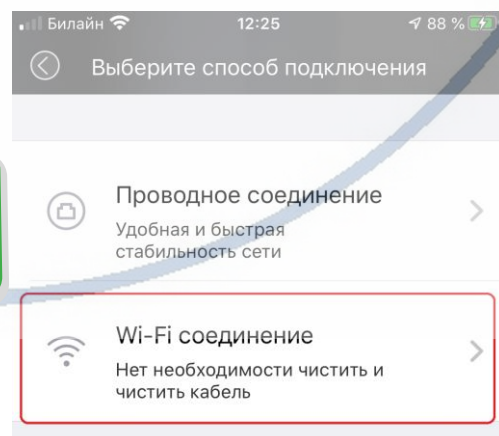 Билайн 12:25 88 %
Выберите способ подключения
Проводное соединение
Удобная и быстрая
стабильность сети
Wi-Fi соединение
Нет необходимости чистить и
чистить кабель